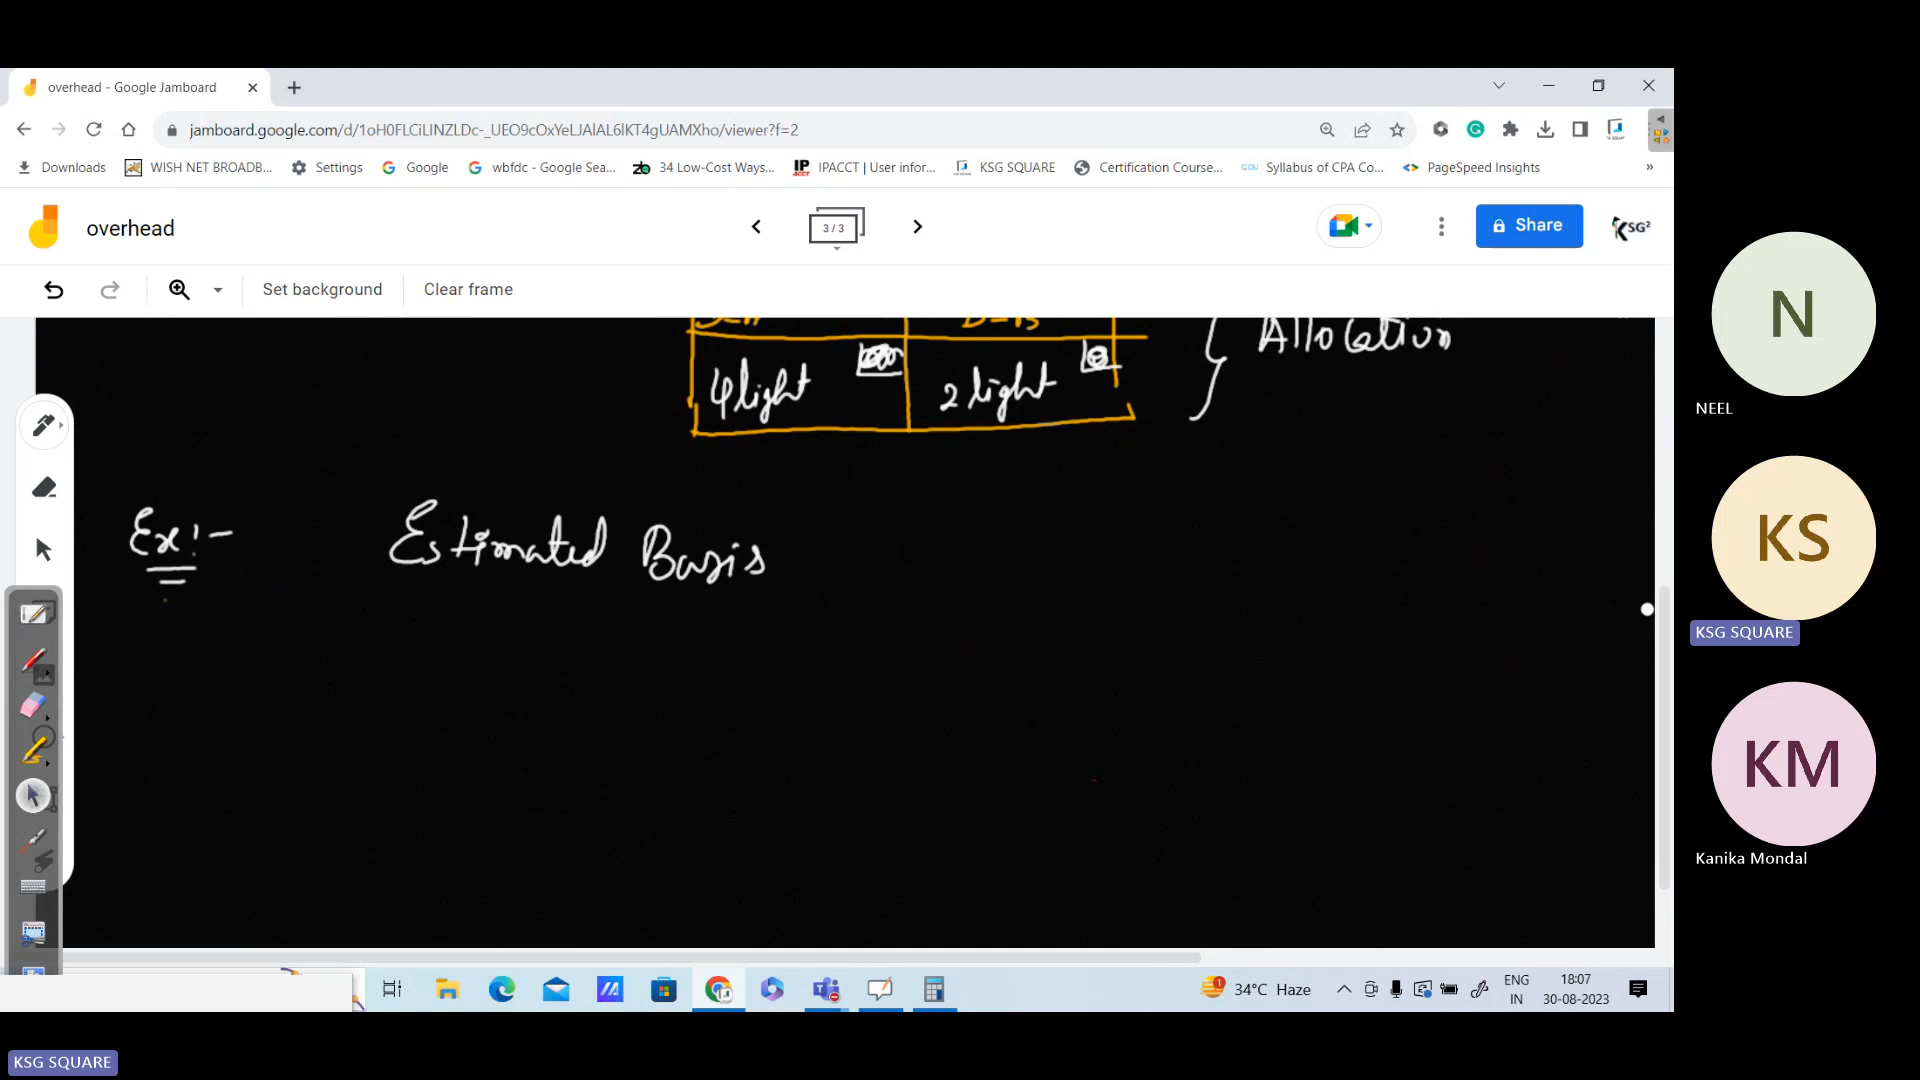 overhead - Google Jamboard
jamboard.google.com/d/1oH0FLCiLINZLDc-_UEO9cOxYeLJAlAL6lKT4gUAMXho/viewer?f=2
Downloads WISH NET BROADB... Settings Google wbfdc - Google Sea... 34 Low-Cost Ways... IPACCT | User infor... KSG SQUARE Certification Course... Syllabus of CPA Co... PageSpeed Insights »
overhead 3 / 3 Share KSG²
Set background Clear frame
Allocation
4 light 2 light
Ex:- Estimated Basis
N
NEEL
KS
KSG SQUARE
KM
Kanika Mondal
34°C Haze ENG IN 18:07 30-08-2023
KSG SQUARE